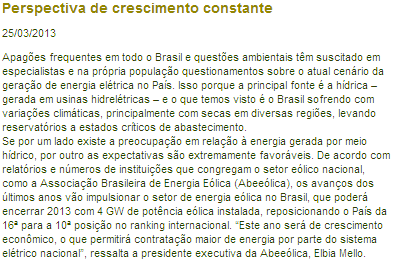 Perspectiva de crescimento constante
25/03/2013
Apagões frequentes em todo o Brasil e questões ambientais têm suscitado em
especialistas e na própria população questionamentos sobre o atual cenário da
geração de energia elétrica no País. Isso porque a principal fonte é a hídrica –
gerada em usinas hidrelétricas – e o que temos visto é o Brasil sofrendo com
variações climáticas, principalmente com secas em diversas regiões, levando
reservatórios a estados críticos de abastecimento.
Se por um lado existe a preocupação em relação à energia gerada por meio
hídrico, por outro as expectativas são extremamente favoráveis. De acordo com
relatórios e números de instituições que congregam o setor eólico nacional,
como a Associação Brasileira de Energia Eólica (Abeeólica), os avanços dos
últimos anos vão impulsionar o setor de energia eólica no Brasil, que poderá
encerrar 2013 com 4 GW de potência eólica instalada, reposicionando o País da
16ª para a 10ª posição no ranking internacional. “Este ano será de crescimento
econômico, o que permitirá contratação maior de energia por parte do sistema
elétrico nacional”, ressalta a presidente executiva da Abeeólica, Elbia Mello.